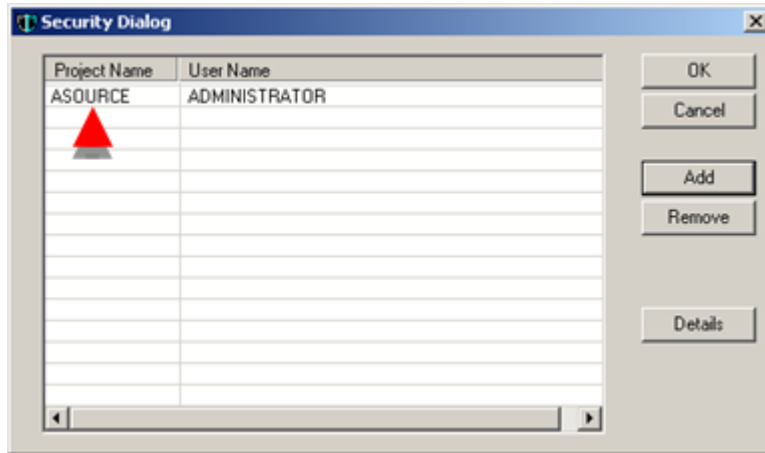 Security Dialog
Project Name User Name
ASOURCE ADMINISTRATOR
OK
Cancel
Add
Remove
Details